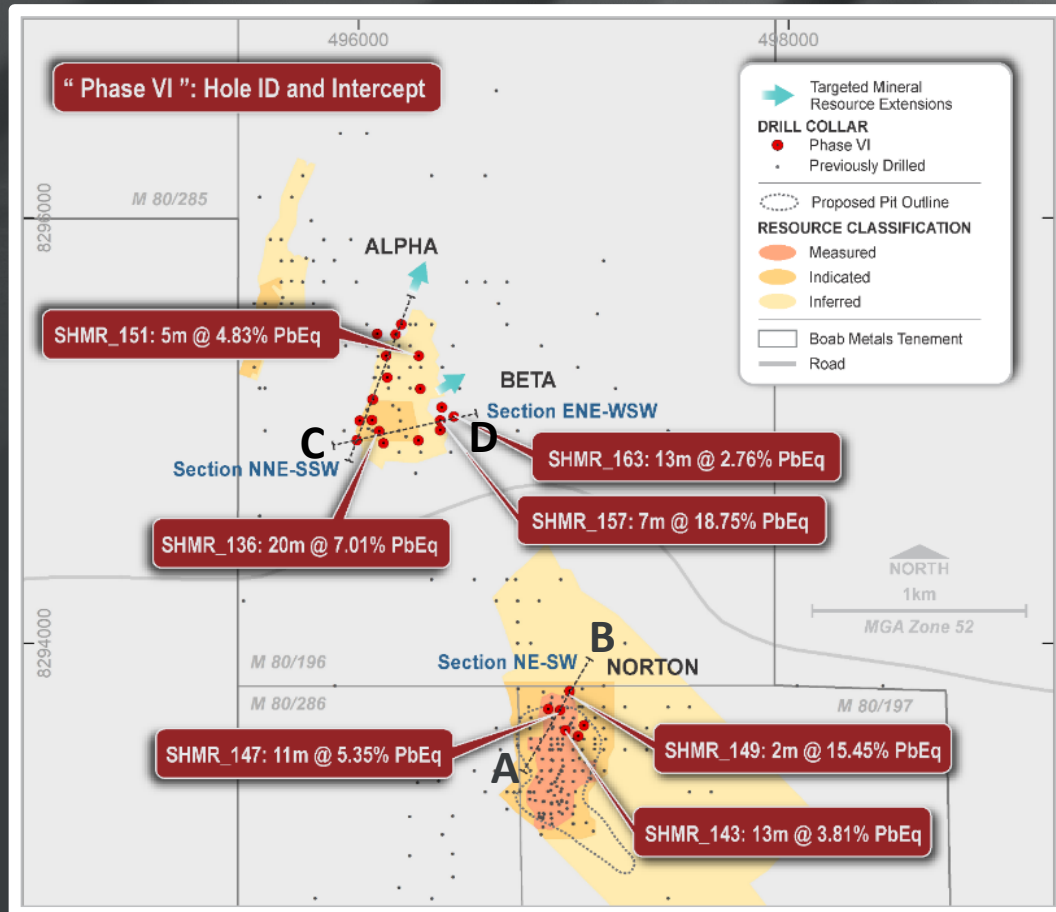 496000
498000
“ Phase VI ”: Hole ID and Intercept
Targeted Mineral
Resource Extensions
DRILL COLLAR
Phase VI
Previously Drilled
Proposed Pit Outline
RESOURCE CLASSIFICATION
Measured
Indicated
Inferred
Boab Metals Tenement
Road
8296000
M 80/285
ALPHA
SHMR_151: 5m @ 4.83% PbEq
BETA
Section ENE-WSW
C
D
Section NNE-SSW
SHMR_163: 13m @ 2.76% PbEq
SHMR_157: 7m @ 18.75% PbEq
SHMR_136: 20m @ 7.01% PbEq
NORTH
1km
MGA Zone 52
8294000
B
M 80/196
Section NE-SW
NORTON
M 80/286
M 80/197
SHMR_147: 11m @ 5.35% PbEq
A
SHMR_149: 2m @ 15.45% PbEq
SHMR_143: 13m @ 3.81% PbEq